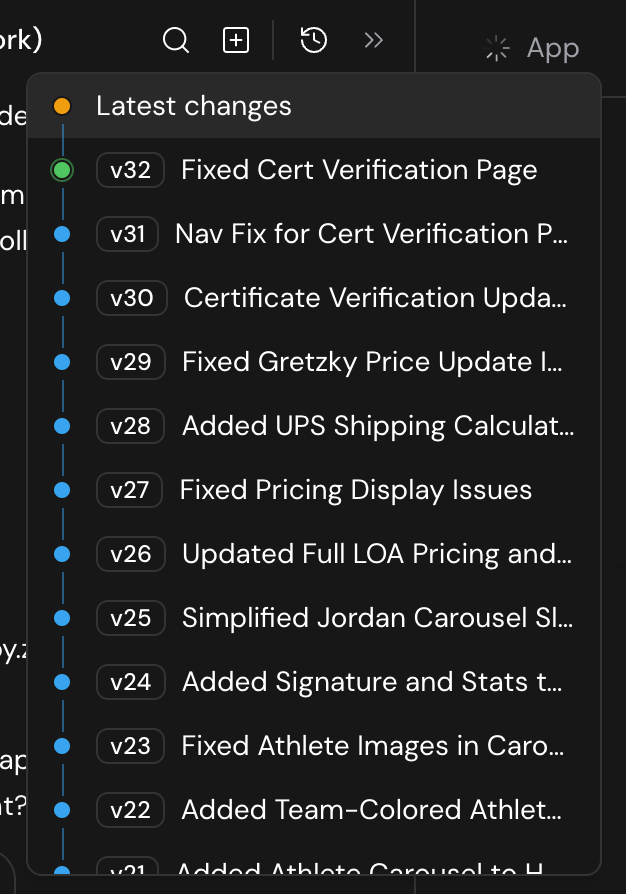 ork)
App
de
Latest changes
v32 Fixed Cert Verification Page
v31 Nav Fix for Cert Verification P...
m
oll
v30 Certificate Verification Upda...
v29 Fixed Gretzky Price Update I...
v28 Added UPS Shipping Calculat...
v27 Fixed Pricing Display Issues
v26 Updated Full LOA Pricing and...
v25 Simplified Jordan Carousel Sl...
oy.z
v24 Added Signature and Stats t...
v23 Fixed Athlete Images in Caro...
ap
nt?
v22 Added Team-Colored Athlet...
v21 Added Athlete Carousel to H